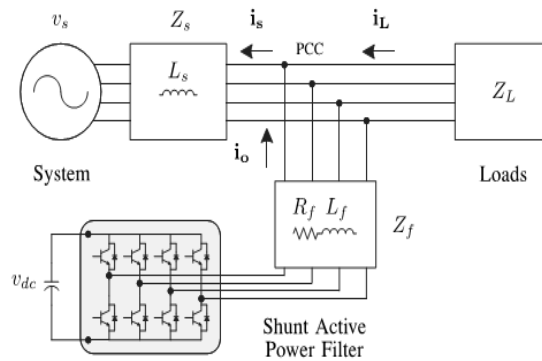 v_s
Z_s
i_s
i_L
PCC
L_s
Z_L
i_o
System
Loads
R_f L_f
Z_f
v_dc
Shunt Active
Power Filter